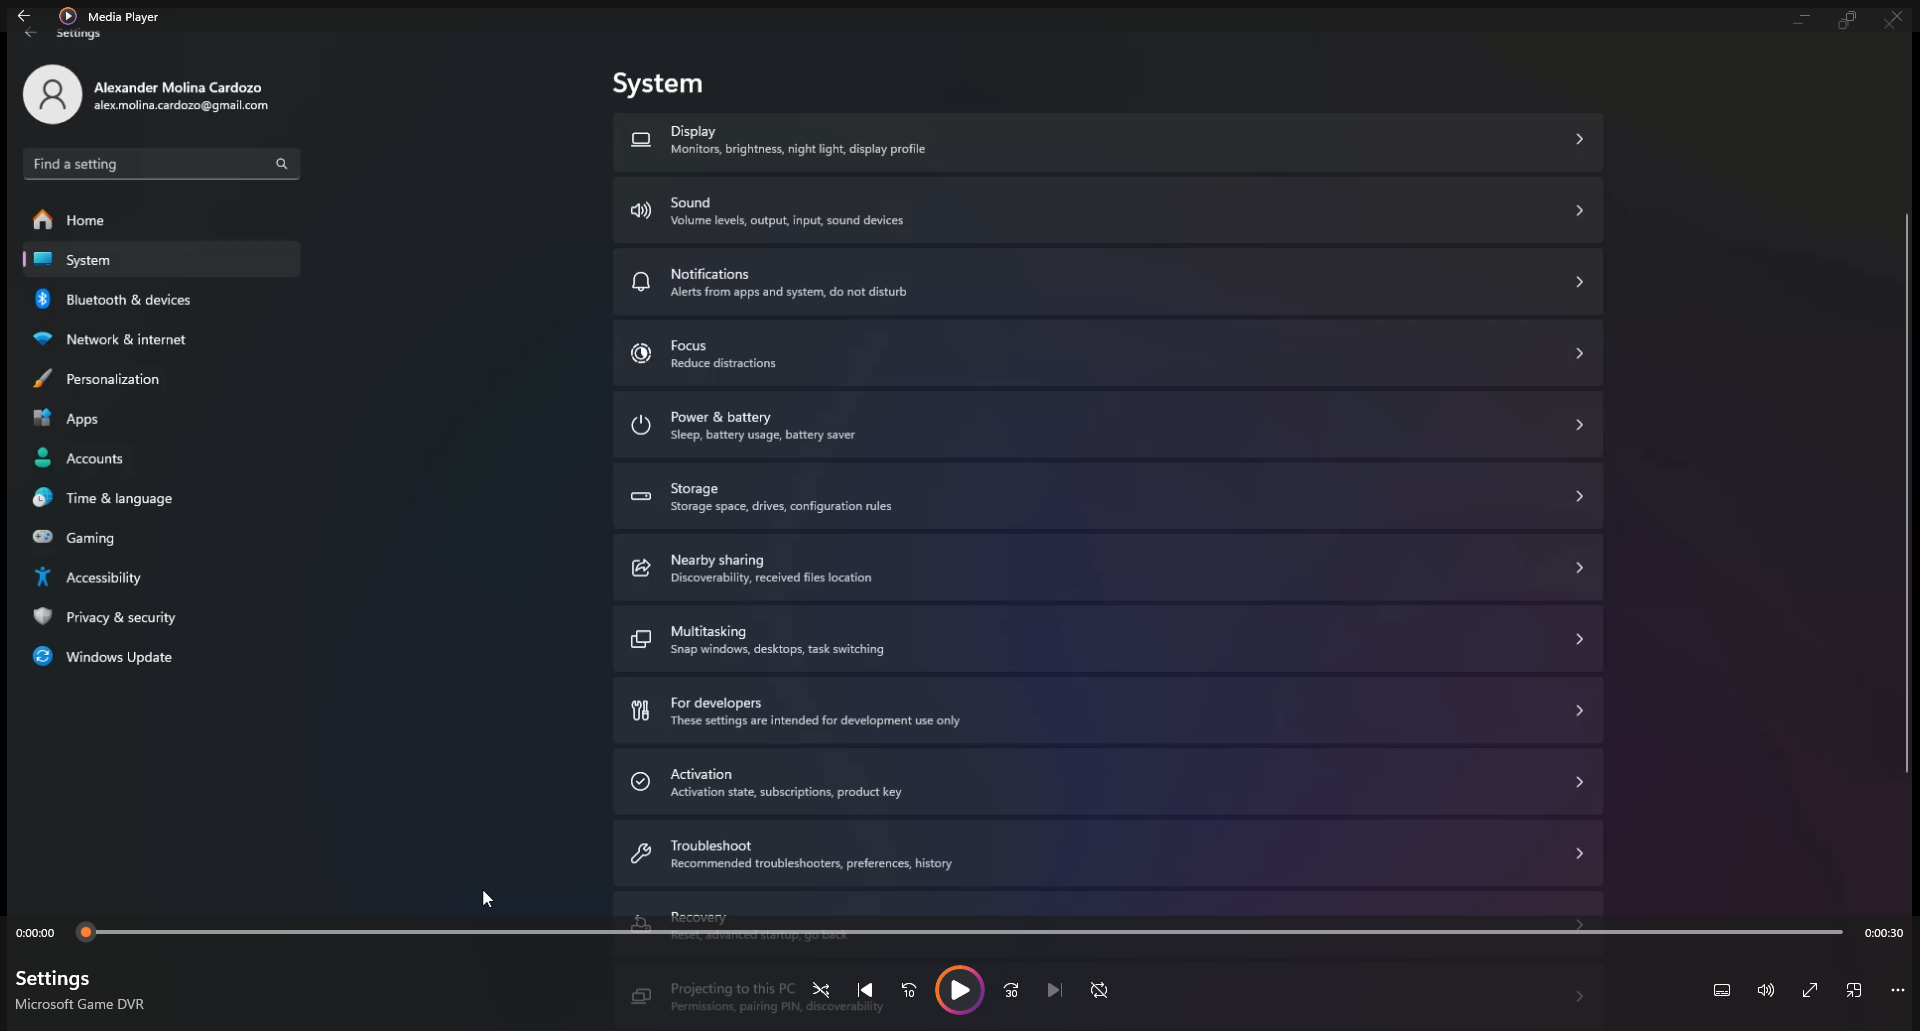 Media Player
Settings
Alexander Molina Cardozo
alex.molina.cardozo@gmail.com
Find a setting
Home
System
Bluetooth & devices
Network & internet
Personalization
Apps
Accounts
Time & language
Gaming
Accessibility
Privacy & security
Windows Update
System
Display
Monitors, brightness, night light, display profile
Sound
Volume levels, output, input, sound devices
Notifications
Alerts from apps and system, do not disturb
Focus
Reduce distractions
Power & battery
Sleep, battery usage, battery saver
Storage
Storage space, drives, configuration rules
Nearby sharing
Discoverability, received files location
Multitasking
Snap windows, desktops, task switching
For developers
These settings are intended for development use only
Activation
Activation state, subscriptions, product key
Troubleshoot
Recommended troubleshooters, preferences, history
Recovery
Reset, advanced startup, go back
Projecting to this PC
Permissions, pairing PIN, discoverability
0:00:00
0:00:30
Settings
Microsoft Game DVR
10
30